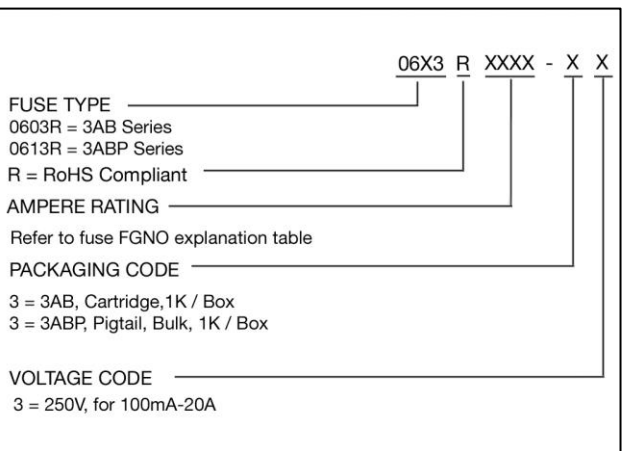 06X3 R XXXX - X X
FUSE TYPE
0603R = 3AB Series
0613R = 3ABP Series
R = RoHS Compliant
AMPERE RATING
Refer to fuse FGNO explanation table
PACKAGING CODE
3 = 3AB, Cartridge,1K / Box
3 = 3ABP, Pigtail, Bulk, 1K / Box
VOLTAGE CODE
3 = 250V, for 100mA-20A